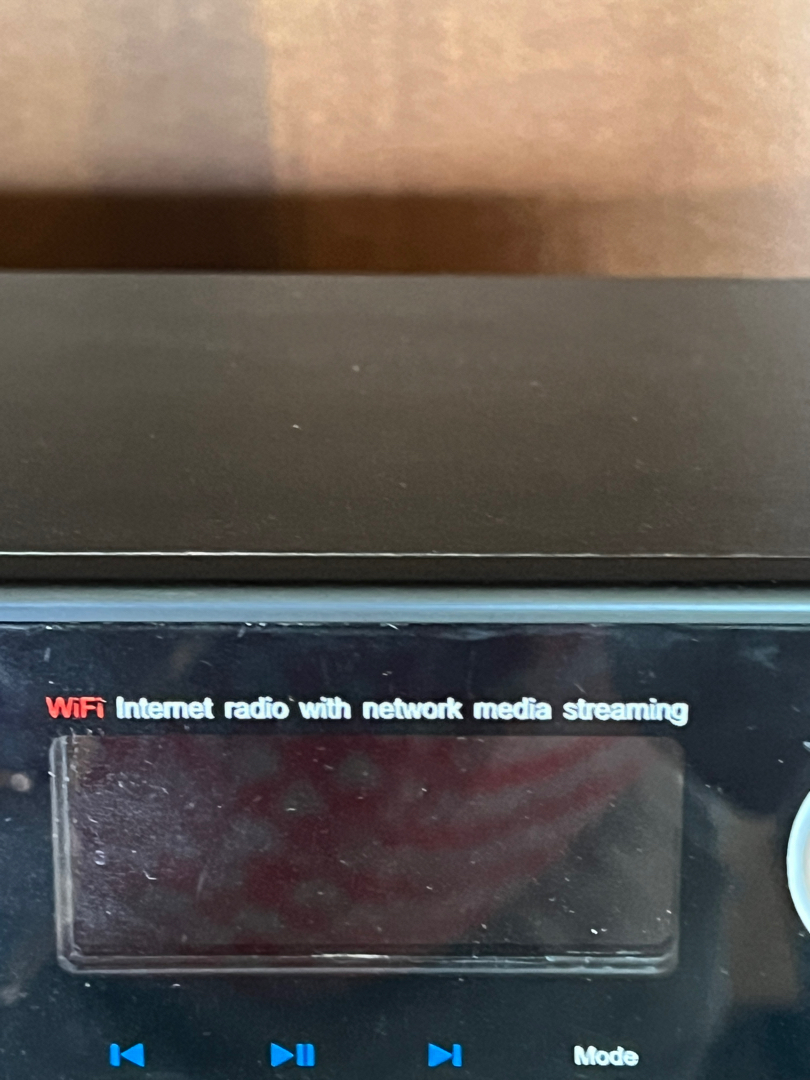 WiFi Internet radio with network media streaming
Mode